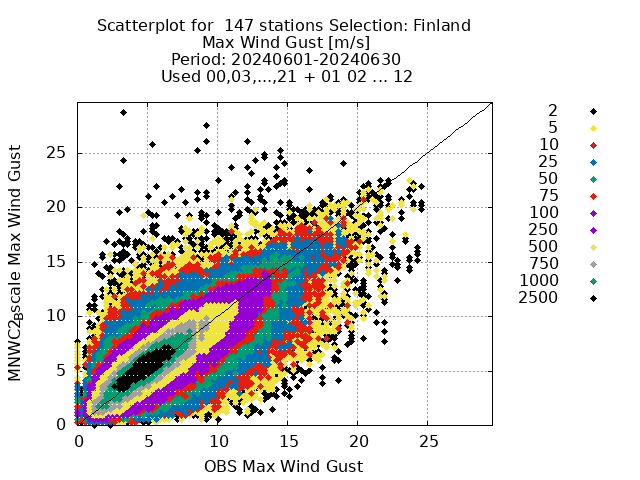 Scatterplot for  147 stations Selection: Finland
Max Wind Gust [m/s]
Period: 20240601-20240630
Used 00,03,...,21 + 01 02 ... 12
2
5
10
25
50
75
100
250
500
750
1000
2500
25
20
15
10
5
0
0 5 10 15 20 25
OBS Max Wind Gust
Max Wind Gust